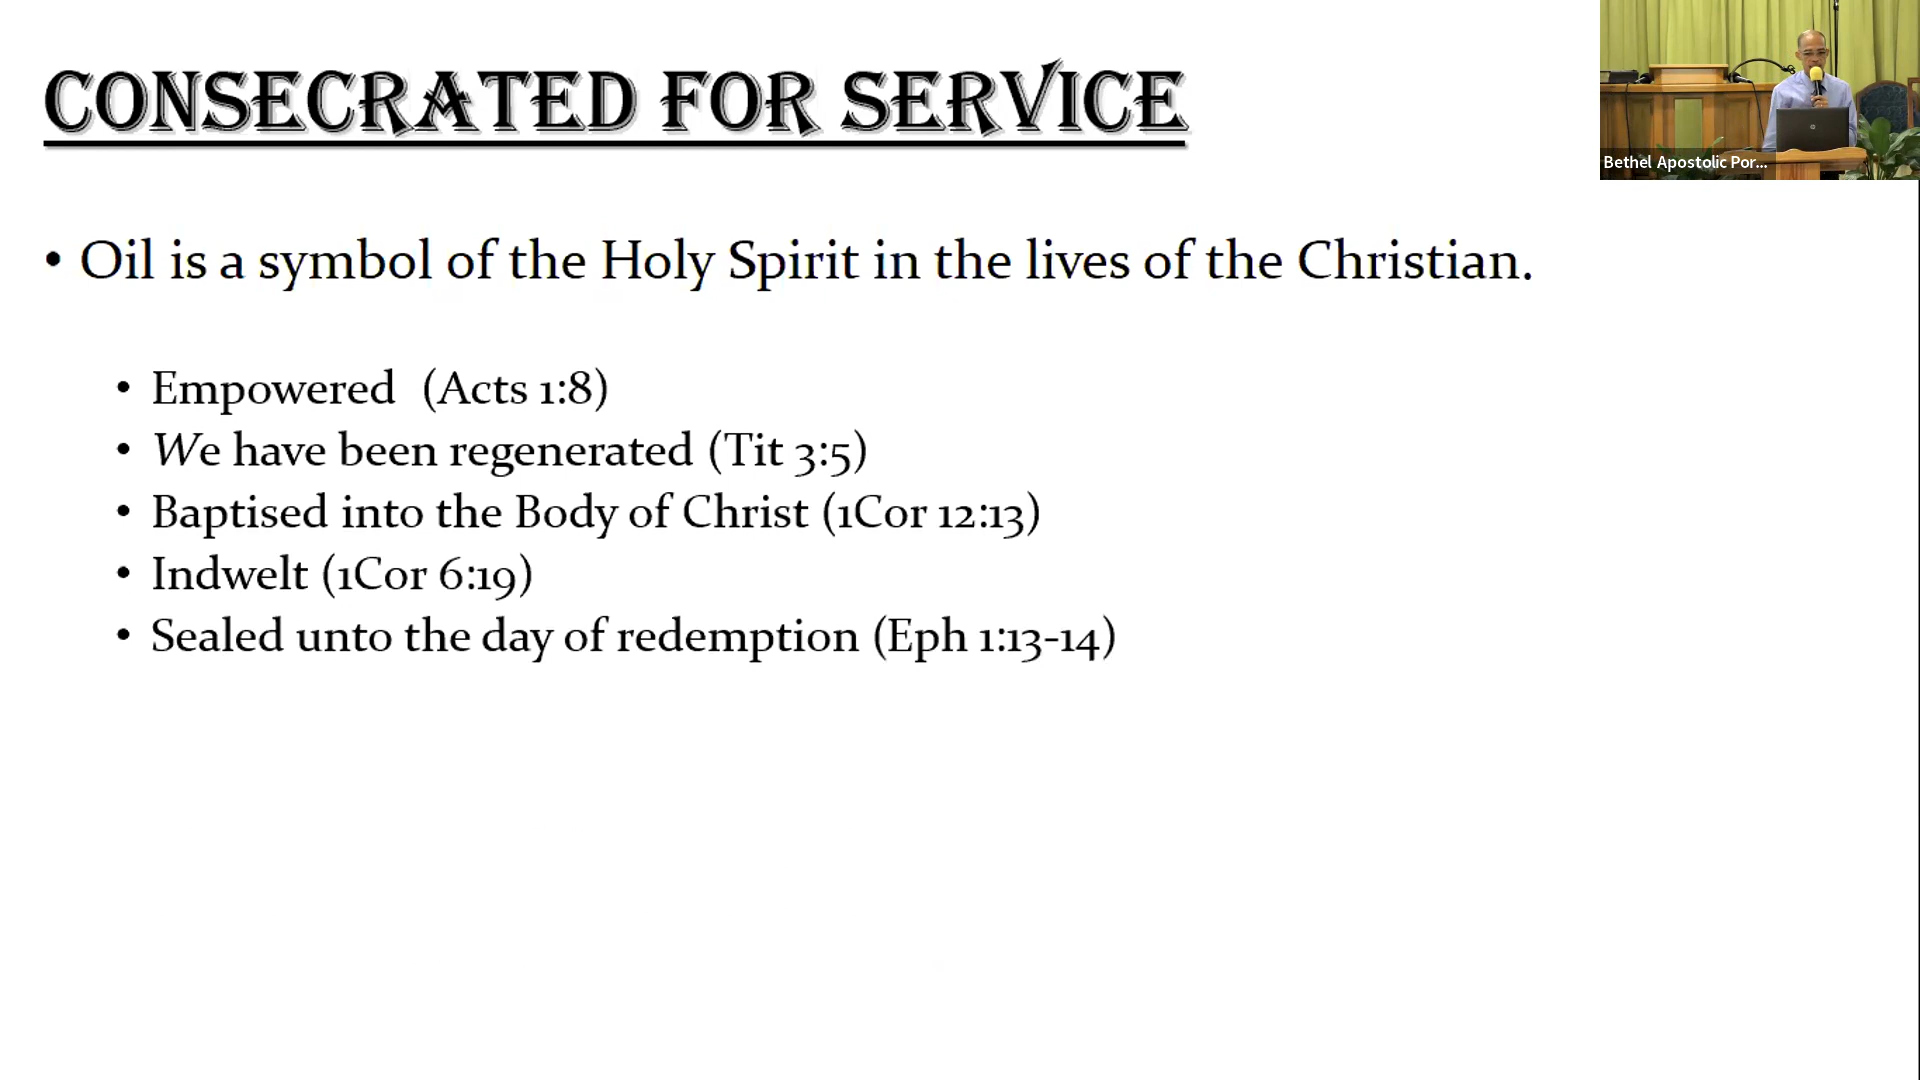 CONSECRATED FOR SERVICE
Bethel Apostolic Por...
• Oil is a symbol of the Holy Spirit in the lives of the Christian.
• Empowered  (Acts 1:8)
• We have been regenerated (Tit 3:5)
• Baptised into the Body of Christ (1Cor 12:13)
• Indwelt (1Cor 6:19)
• Sealed unto the day of redemption (Eph 1:13-14)